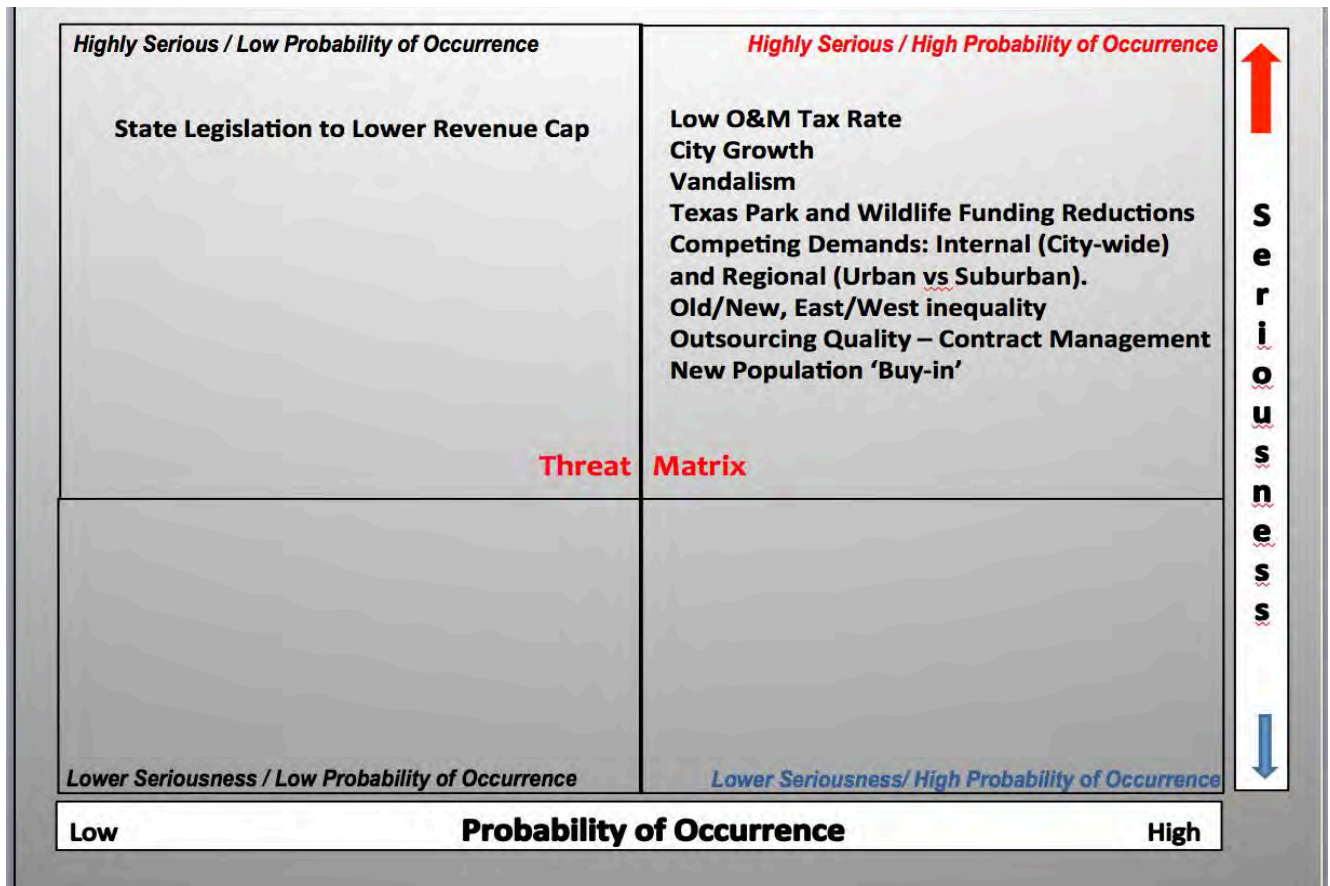 Highly Serious / Low Probability of Occurrence
State Legislation to Lower Revenue Cap
Highly Serious / High Probability of Occurrence
Low O&M Tax Rate
City Growth
Vandalism
Texas Park and Wildlife Funding Reductions
Competing Demands: Internal (City-wide)
and Regional (Urban vs Suburban).
Old/New, East/West inequality
Outsourcing Quality – Contract Management
New Population ‘Buy-in’
Threat Matrix
Lower Seriousness / Low Probability of Occurrence
Lower Seriousness/ High Probability of Occurrence
Seriousness
Low Probability of Occurrence High